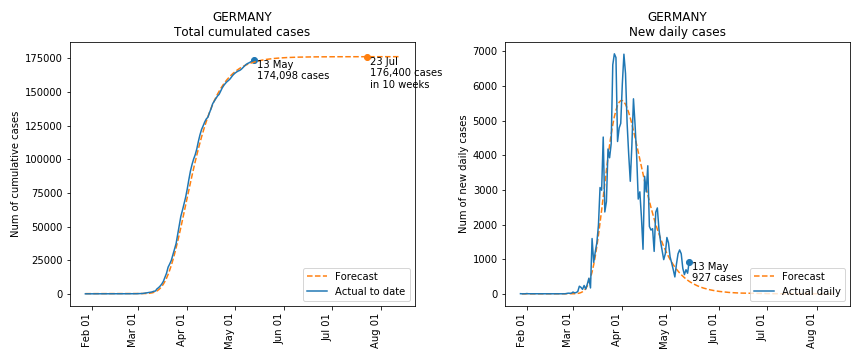 GERMANY
Total cumulated cases
Num of cumulative cases
175000
150000
125000
100000
75000
50000
25000
0
13 May
174,098 cases
23 Jul
176,400 cases
in 10 weeks
Forecast
Actual to date
Feb 01
Mar 01
Apr 01
May 01
Jun 01
Jul 01
Aug 01
GERMANY
New daily cases
Num of new daily cases
7000
6000
5000
4000
3000
2000
1000
0
13 May
927 cases
Forecast
Actual daily
Feb 01
Mar 01
Apr 01
May 01
Jun 01
Jul 01
Aug 01